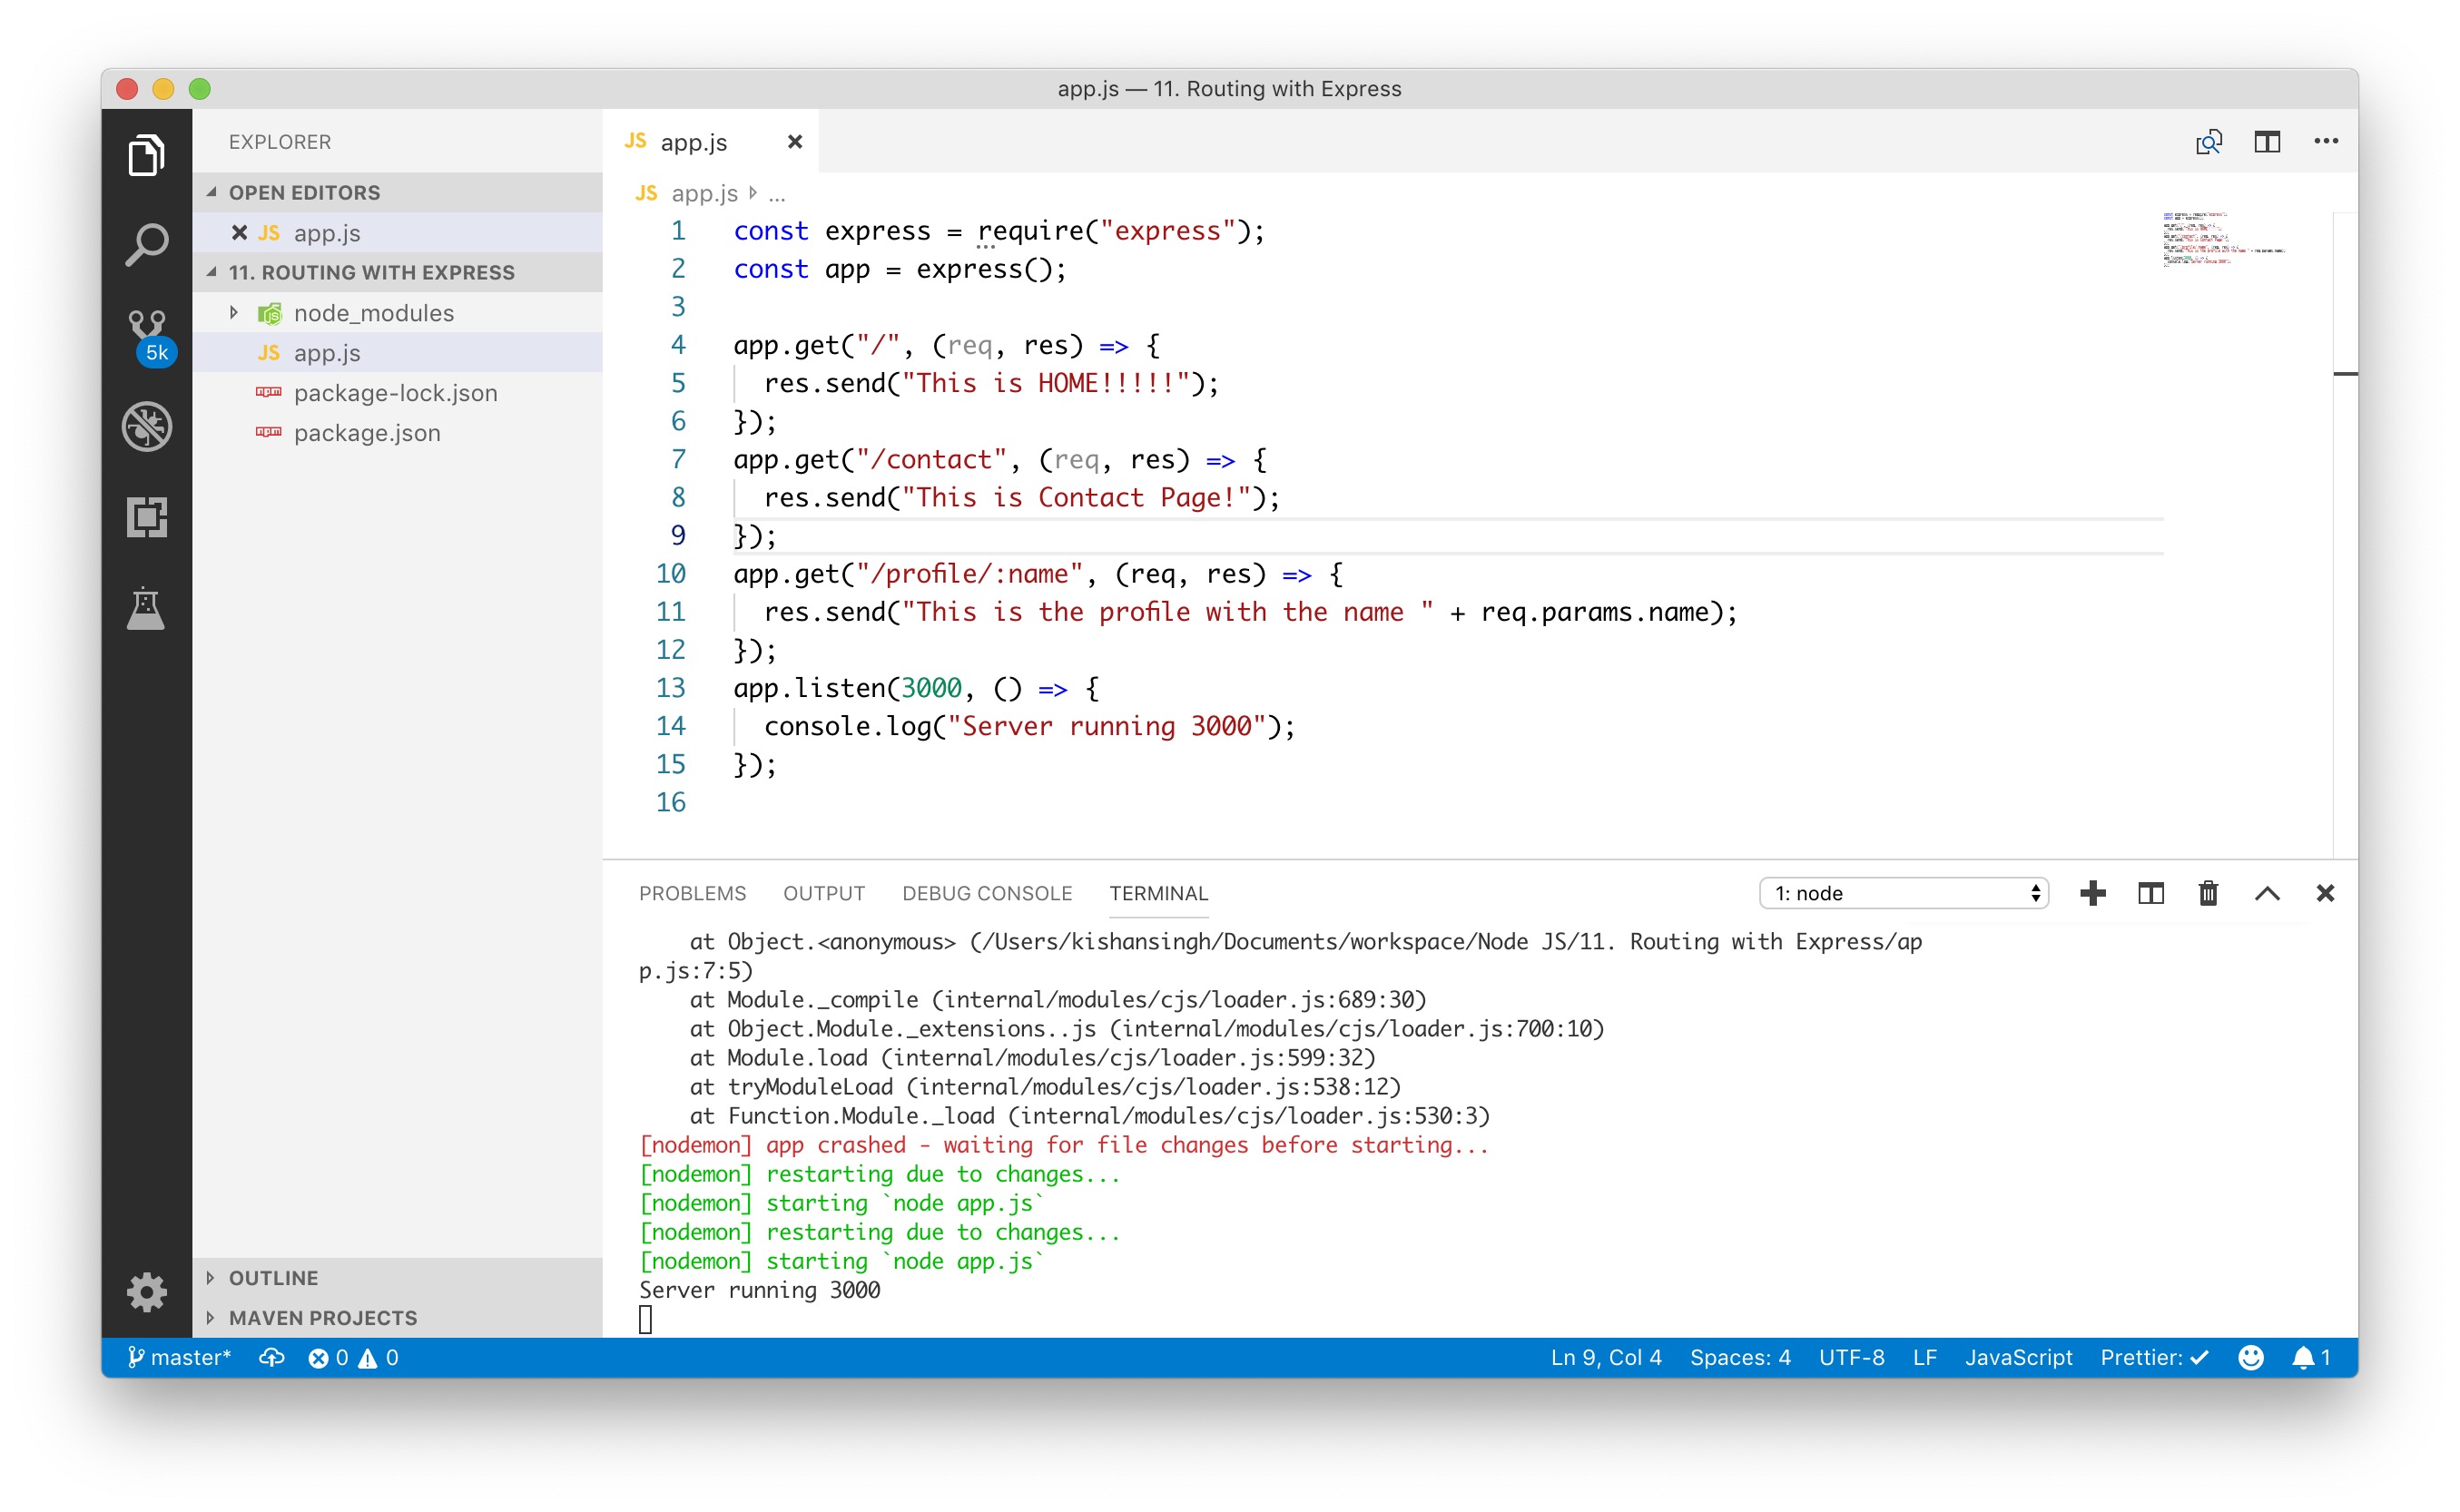 app.js — 11. Routing with Express
EXPLORER
OPEN EDITORS
JS app.js
11. ROUTING WITH EXPRESS
node_modules
JS app.js
package-lock.json
package.json
OUTLINE
MAVEN PROJECTS
5k
JS app.js
JS app.js ...
1 const express = require("express");
2 const app = express();
3
4 app.get("/", (req, res) => {
5 res.send("This is HOME!!!!!");
6 });
7 app.get("/contact", (req, res) => {
8 res.send("This is Contact Page!");
9 });
10 app.get("/profile/:name", (req, res) => {
11 res.send("This is the profile with the name " + req.params.name);
12 });
13 app.listen(3000, () => {
14 console.log("Server running 3000");
15 });
16
PROBLEMS OUTPUT DEBUG CONSOLE TERMINAL 1: node
at Object.<anonymous> (/Users/kishansingh/Documents/workspace/Node JS/11. Routing with Express/ap
p.js:7:5)
at Module._compile (internal/modules/cjs/loader.js:689:30)
at Object.Module._extensions..js (internal/modules/cjs/loader.js:700:10)
at Module.load (internal/modules/cjs/loader.js:599:32)
at tryModuleLoad (internal/modules/cjs/loader.js:538:12)
at Function.Module._load (internal/modules/cjs/loader.js:530:3)
[nodemon] app crashed - waiting for file changes before starting...
[nodemon] restarting due to changes...
[nodemon] starting `node app.js`
[nodemon] restarting due to changes...
[nodemon] starting `node app.js`
Server running 3000
master* 0 0 Ln 9, Col 4 Spaces: 4 UTF-8 LF JavaScript Prettier: ✓ 1